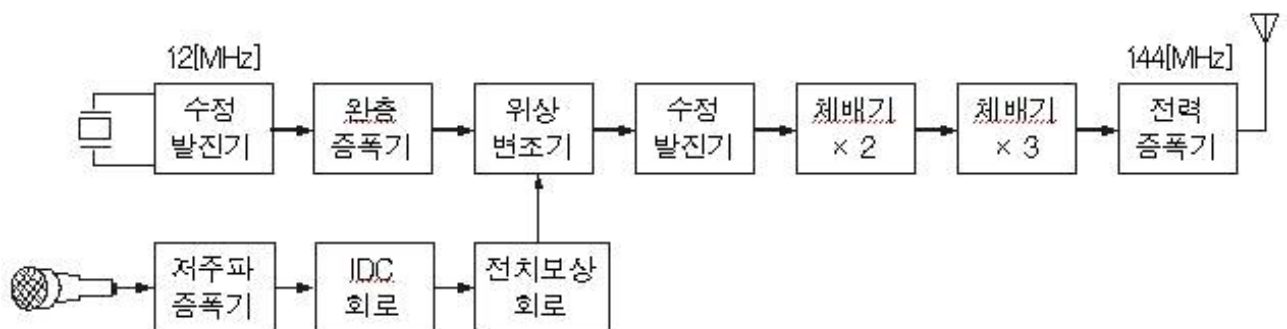 12[MHz]
144[MHz]
수정
발진기
완충
증폭기
위상
변조기
수정
발진기
체배기
× 2
체배기
× 3
전력
증폭기
저주파
증폭기
IDC
회로
전치보상
회로